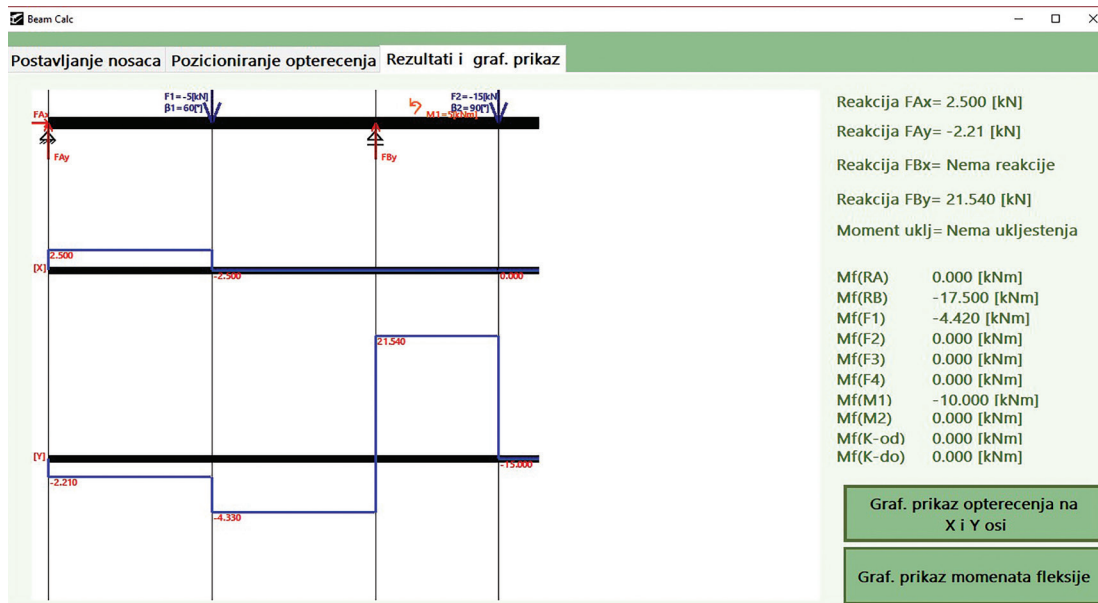 Beam Calc
Postavljanje nosaca Pozicioniranje opterecenja Rezultati i graf. prikaz
F1=-5[kN]
β1=60[°]
F2=-15[kN]
β2=90[°]
M1=5[kNm]
FAx
FAy
FBy
2.500
[X]
-2.500
0.000
21.540
[Y]
-15.000
-2.210
-4.330
Reakcija FAx= 2.500 [kN]
Reakcija FAy= -2.21 [kN]
Reakcija FBx= Nema reakcije
Reakcija FBy= 21.540 [kN]
Moment uklj= Nema ukljestenja
Mf(RA) 0.000 [kNm]
Mf(RB) -17.500 [kNm]
Mf(F1) -4.420 [kNm]
Mf(F2) 0.000 [kNm]
Mf(F3) 0.000 [kNm]
Mf(F4) 0.000 [kNm]
Mf(M1) -10.000 [kNm]
Mf(M2) 0.000 [kNm]
Mf(K-od) 0.000 [kNm]
Mf(K-do) 0.000 [kNm]
Graf. prikaz opterecenja na
X i Y osi
Graf. prikaz momenata fleksije